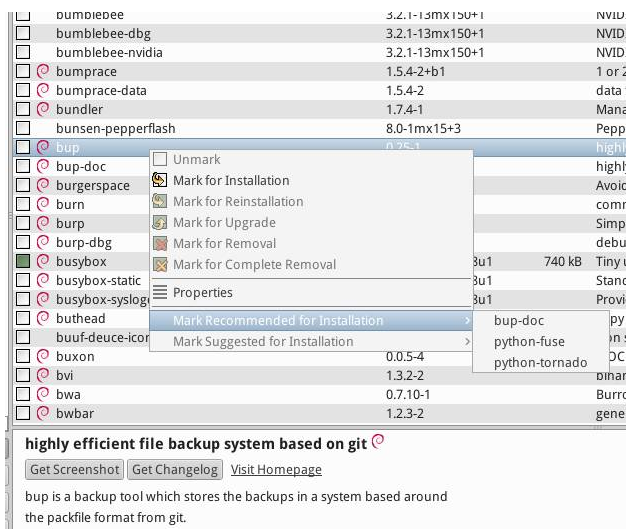 bumblebee 3.2.1-13mx150+1 NVID
bumblebee-dbg 3.2.1-13mx150+1 NVID
bumblebee-nvidia 3.2.1-13mx150+1 NVID
bumprace 1.5.4-2+b1 1 or 2
bumprace-data 1.5.4-2 data
bundler 1.7.4-1 Mana
bunsen-pepperflash 8.0-1mx15+3 Pepp
bup 0.25-1 highl
bup-doc highl
burgerspace Avoi
burn comm
burp Simp
burp-dbg debu
busybox 8u1 740 kB Tiny u
busybox-static 8u1 Stand
busybox-syslog 8u1 Provi
buthead
buuf-deuce-icon
buxon 0.0.5-4
bvi 1.3.2-2 binar
bwa 0.7.10-1 Burro
bwbar 1.2.3-2 gene
Unmark
Mark for Installation
Mark for Reinstallation
Mark for Upgrade
Mark for Removal
Mark for Complete Removal
Properties
Mark Recommended for Installation
Mark Suggested for Installation
bup-doc
python-fuse
python-tornado
highly efficient file backup system based on git
Get Screenshot Get Changelog Visit Homepage
bup is a backup tool which stores the backups in a system based around
the packfile format from git.